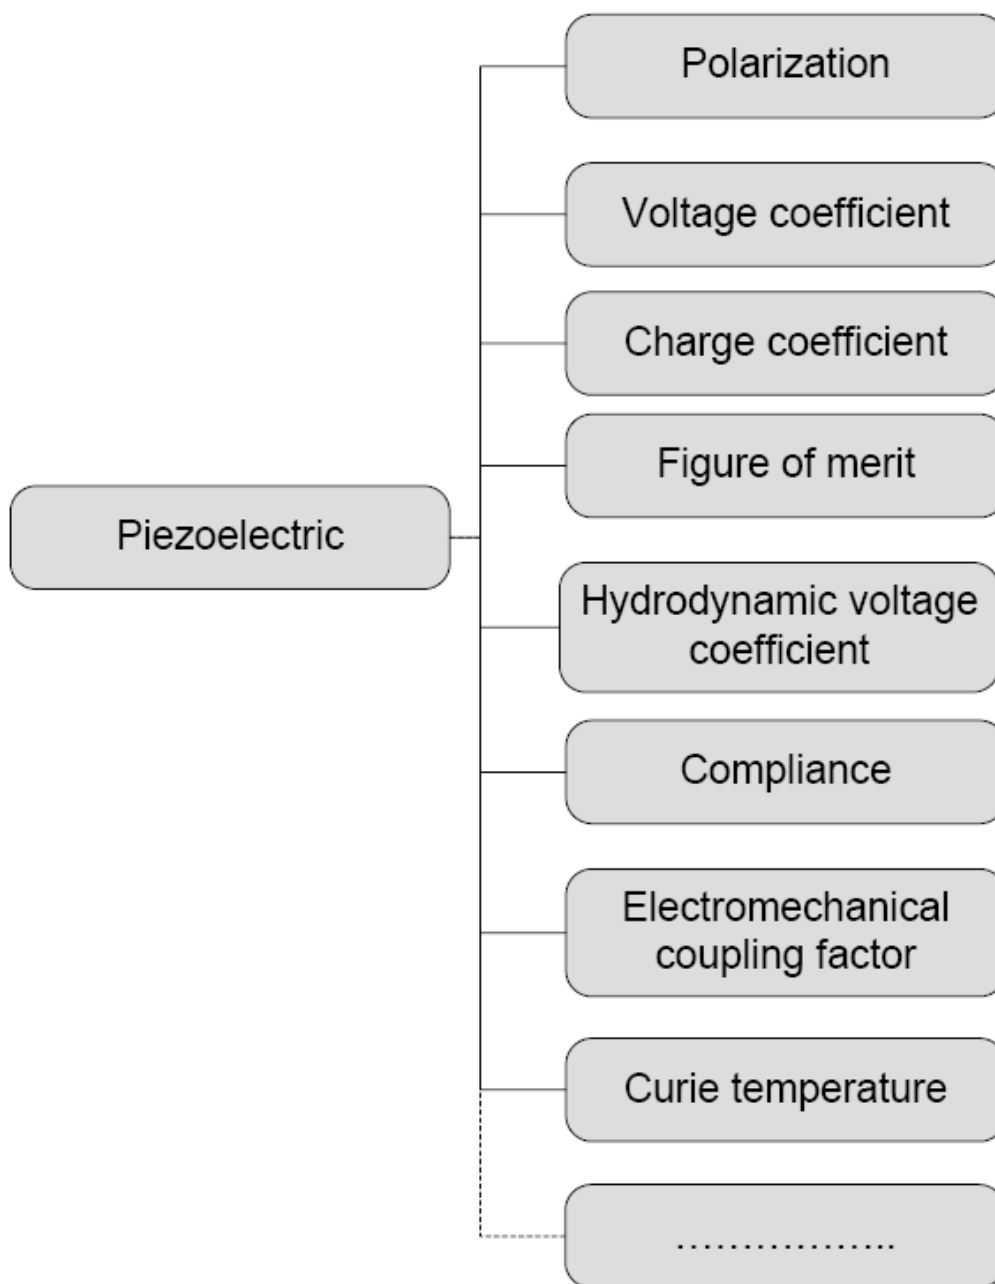 Polarization
Voltage coefficient
Charge coefficient
Figure of merit
Piezoelectric
Hydrodynamic voltage
coefficient
Compliance
Electromechanical
coupling factor
Curie temperature
.................